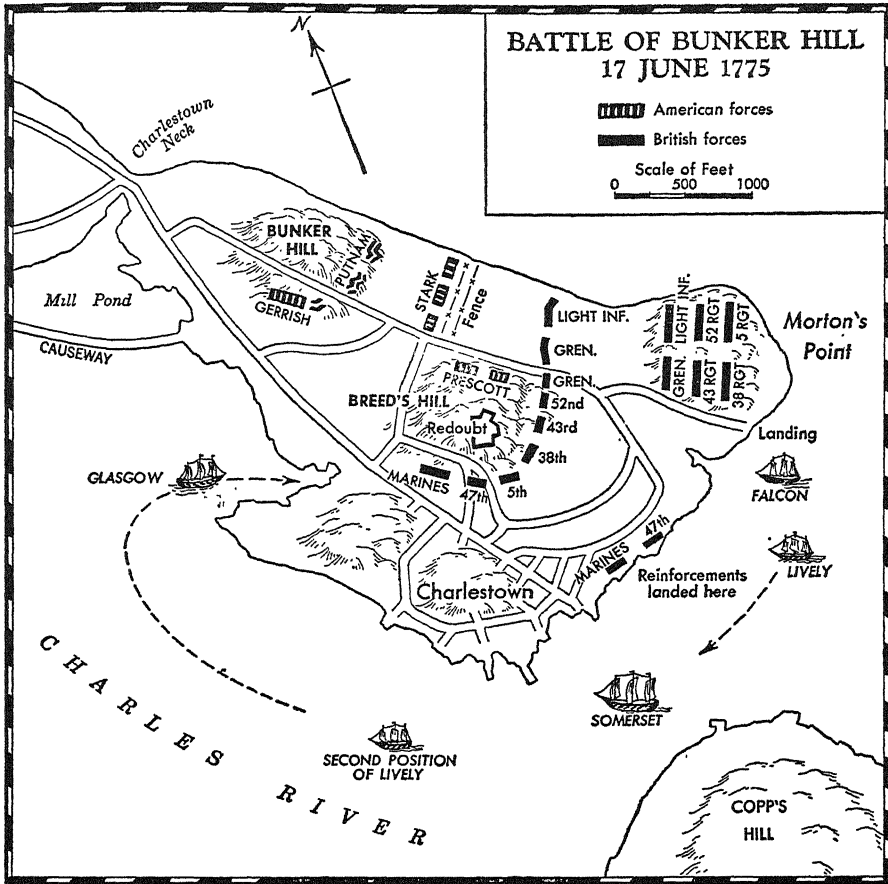 BATTLE OF BUNKER HILL
17 JUNE 1775
American forces
British forces
Scale of Feet
0 500 1000
N
Charlestown
Neck
BUNKER
HILL
PUTNAM
GERRISH
STARK
Fence
Mill Pond
CAUSEWAY
LIGHT INF.
GREN.
GREN.
52nd
43rd
38th
5th
47th
MARINES
PRESCOTT
BREED'S HILL
Redoubt
LIGHT INF.
52 RGT
5 RGT
GREN.
43 RGT
38 RGT
Morton's
Point
Landing
GLASGOW
FALCON
LIVELY
47th
MARINES
Reinforcements
landed here
Charlestown
SOMERSET
SECOND POSITION
OF LIVELY
CHARLES RIVER
COPP'S
HILL